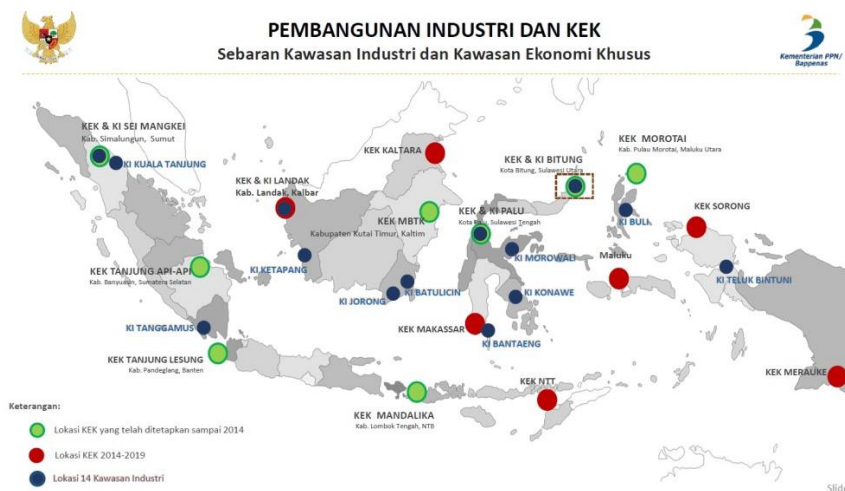 PEMBANGUNAN INDUSTRI DAN KEK
Sebaran Kawasan Industri dan Kawasan Ekonomi Khusus
Kementerian PPN/
Bappenas
KEK & KI SEI MANGKEI
Kab. Simalungun, Sumut
KI KUALA TANJUNG
KEK & KI LANDAK
Kab. Landak, Kalbar
KEK KALTARA
KEK & KI BITUNG
Kota Bitung, Sulawesi Utara
KEK MOROTAI
Kab. Pulau Morotai, Maluku Utara
KEK MBTK
Kabupaten Kutai Timur, Kaltim
KEK & KI PALU
Kota Palu, Sulawesi Tengah
KI BULI
KEK SORONG
KEK TANJUNG API-API
Kab. Banyuasin, Sumatera Selatan
KI KETAPANG
KI MOROWALI
Maluku
KI TELUK BINTUNI
KI JORONG
KI BATULICIN
KI KONAWE
KI TANGGAMUS
KEK MAKASSAR
KI BANTAENG
KEK TANJUNG LESUNG
Kab. Pandeglang, Banten
KEK NTT
KEK MERAUKE
KEK MANDALIKA
Kab. Lombok Tengah, NTB
Keterangan:
Lokasi KEK yang telah ditetapkan sampai 2014
Lokasi KEK 2014-2019
Lokasi 14 Kawasan Industri
Slide